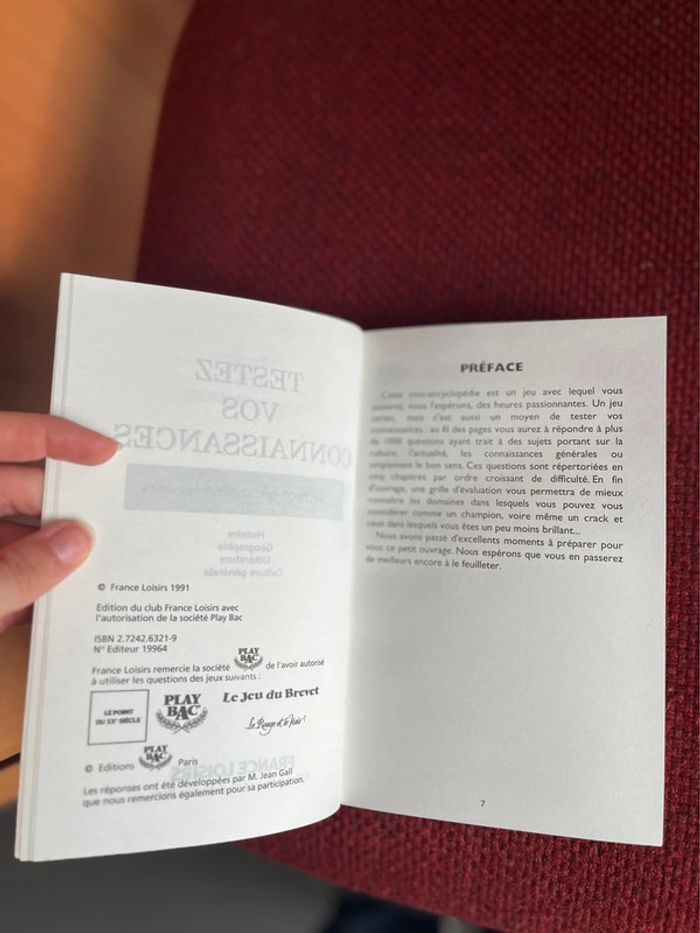 © France Loisirs 1991
Edition du club France Loisirs avec
l'autorisation de la société Play Bac
ISBN 2.7242.6321-9
N° Editeur 19964
France Loisirs remercie la société PLAY BAC de l'avoir autorisé
à utiliser les questions des jeux suivants :
LE POINT
DU XXe SIÈCLE
PLAY
BAC
Le Jeu du Brevet
Le Rouge et le Noir!
© Editions PLAY BAC Paris
Les réponses ont été développées par M. Jean Gall
que nous remercions également pour sa participation.
TESTEZ
VOS
CONNAISSANCES
Histoire
Géographie
Littérature
Culture générale
FRANCE LOISIRS
PRÉFACE
Cette mini-encyclopédie est un jeu avec lequel vous
passerez, nous l'espérons, des heures passionnantes. Un jeu
certes, mais c'est aussi un moyen de tester vos
connaissances : au fil des pages vous aurez à répondre à plus
de 1000 questions ayant trait à des sujets portant sur la
culture, l'actualité, les connaissances générales ou
simplement le bon sens. Ces questions sont répertoriées en
cinq chapitres par ordre croissant de difficulté. En fin
d'ouvrage, une grille d'évaluation vous permettra de mieux
connaître les domaines dans lesquels vous pouvez vous
considérer comme un champion, voire même un crack et
ceux dans lesquels vous êtes un peu moins brillant...
Nous avons passé d'excellents moments à préparer pour
vous ce petit ouvrage. Nous espérons que vous en passerez
de meilleurs encore à le feuilleter.
7